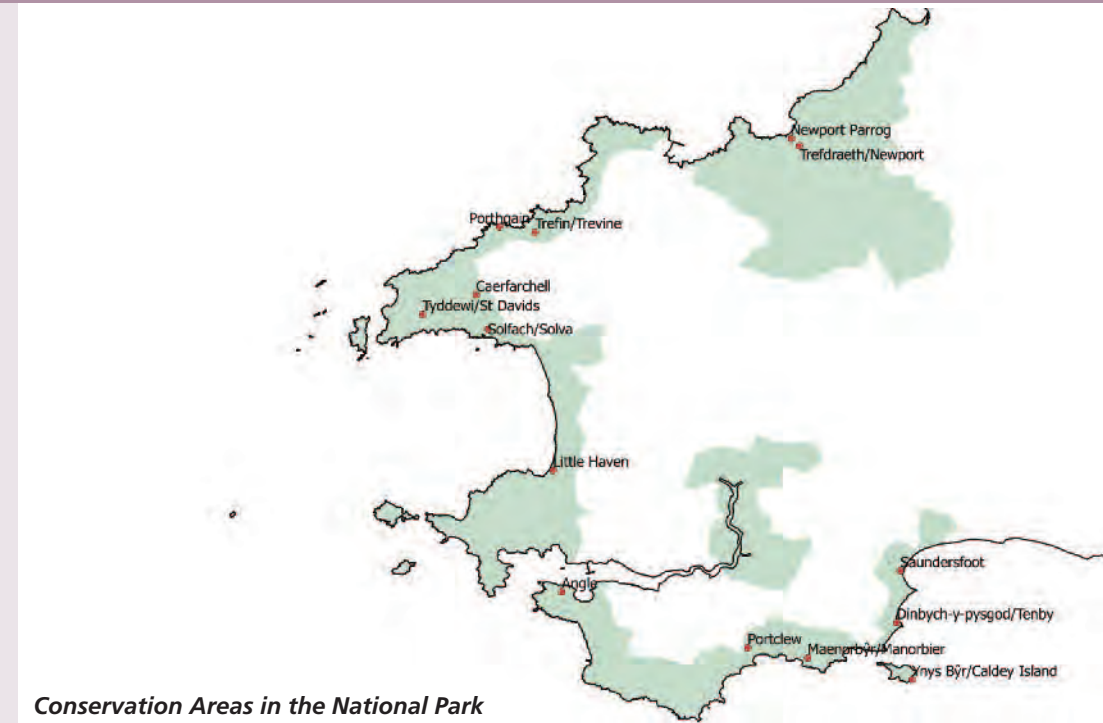 Newport Parrog
Trefdraeth/Newport
Porthgain
Trefin/Trevine
Caerfarchell
Tyddewi/St Davids
Solfach/Solva
Little Haven
Saundersfoot
Angle
Dinbych-y-pysgod/Tenby
Portclew
Maenorbŷr/Manorbier
Ynys Bŷr/Caldey Island
Conservation Areas in the National Park